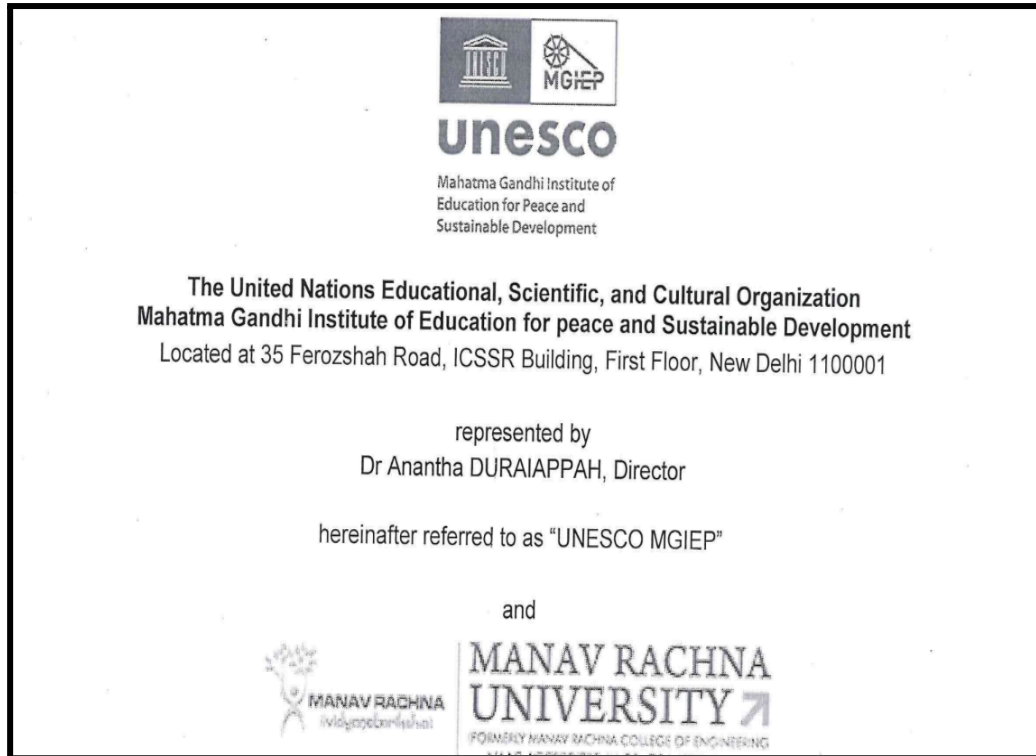 UNESCO
MGIEP
unesco
Mahatma Gandhi Institute of
Education for Peace and
Sustainable Development
The United Nations Educational, Scientific, and Cultural Organization
Mahatma Gandhi Institute of Education for peace and Sustainable Development
Located at 35 Ferozshah Road, ICSSR Building, First Floor, New Delhi 1100001
represented by
Dr Anantha DURAIAPPAH, Director
hereinafter referred to as “UNESCO MGIEP”
and
MANAV RACHNA
MANAV RACHNA
UNIVERSITY
FORMERLY MANAV RACHNA COLLEGE OF ENGINEERING